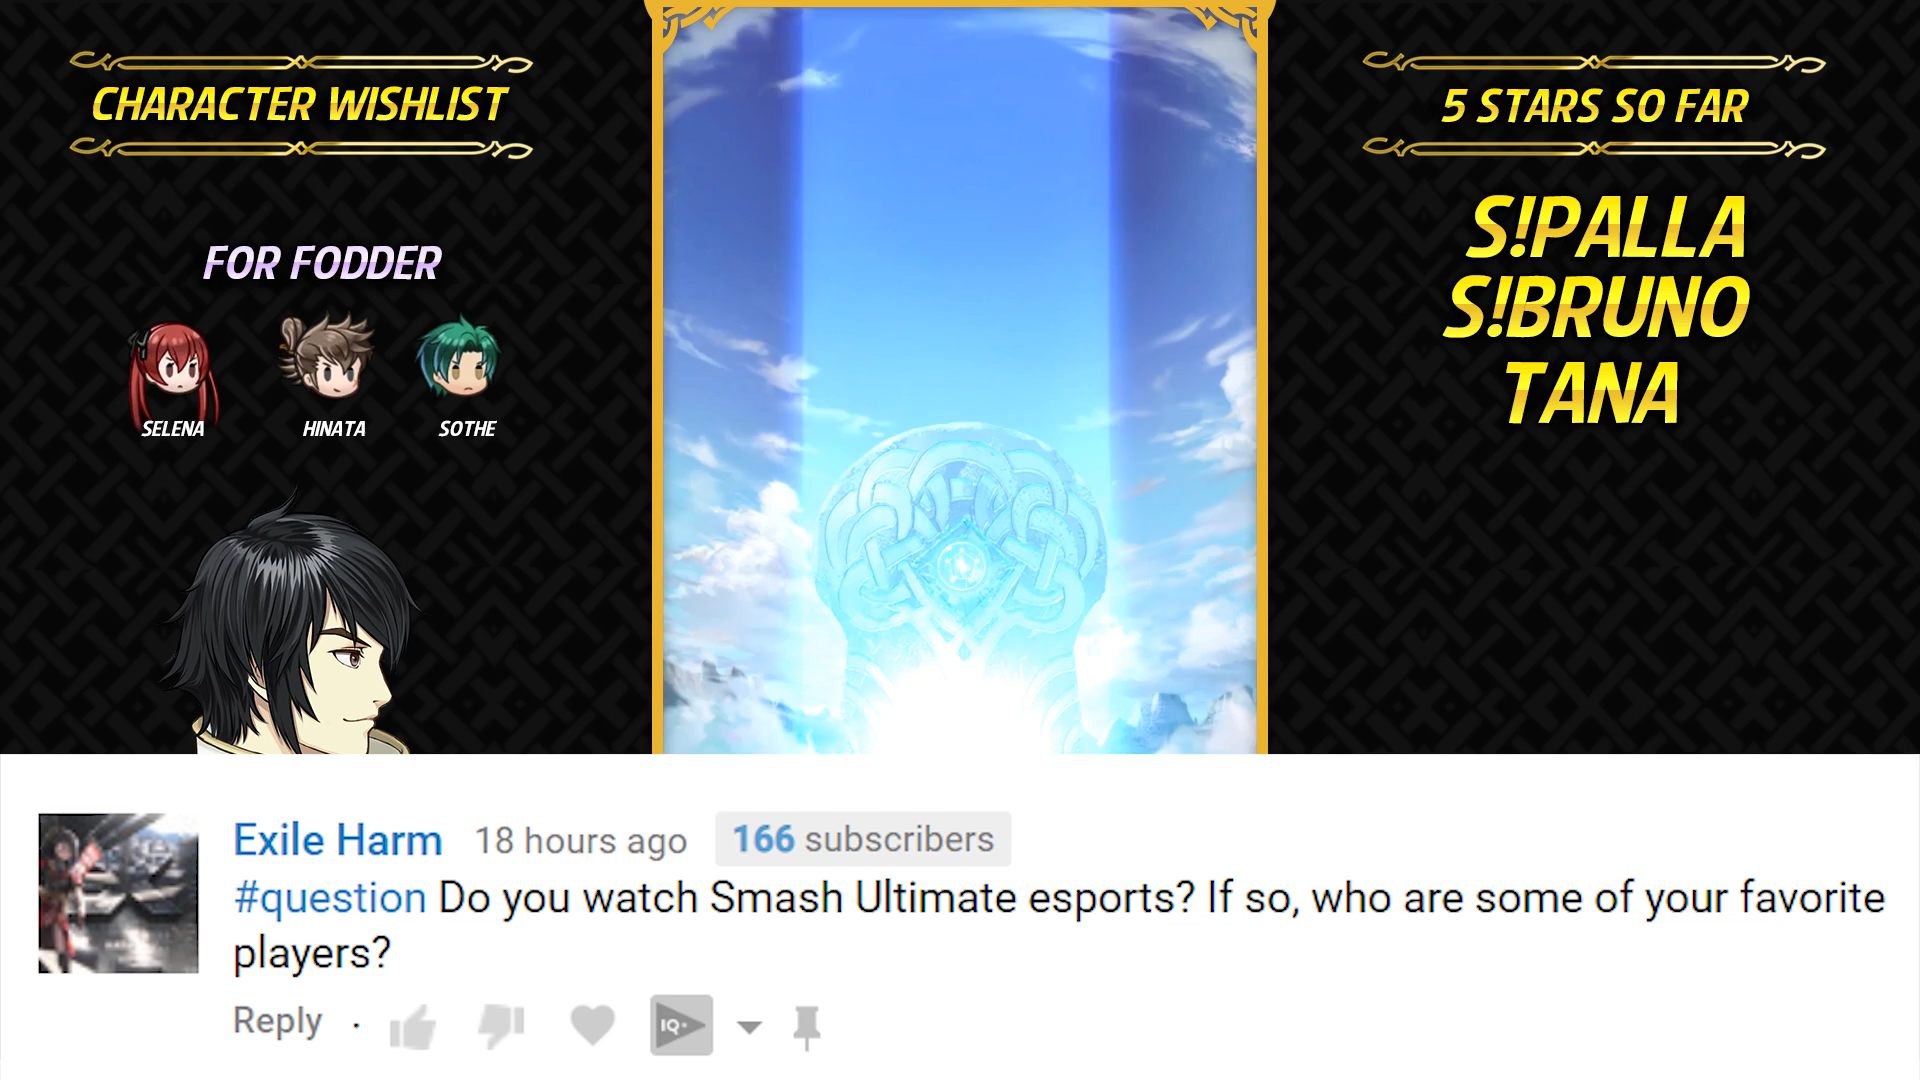 CHARACTER WISHLIST
FOR FODDER
SELENA
HINATA
SOTHE
5 STARS SO FAR
S!PALLA
S!BRUNO
TANA
Exile Harm 18 hours ago 166 subscribers
#question Do you watch Smash Ultimate esports? If so, who are some of your favorite
players?
Reply ·
IQ